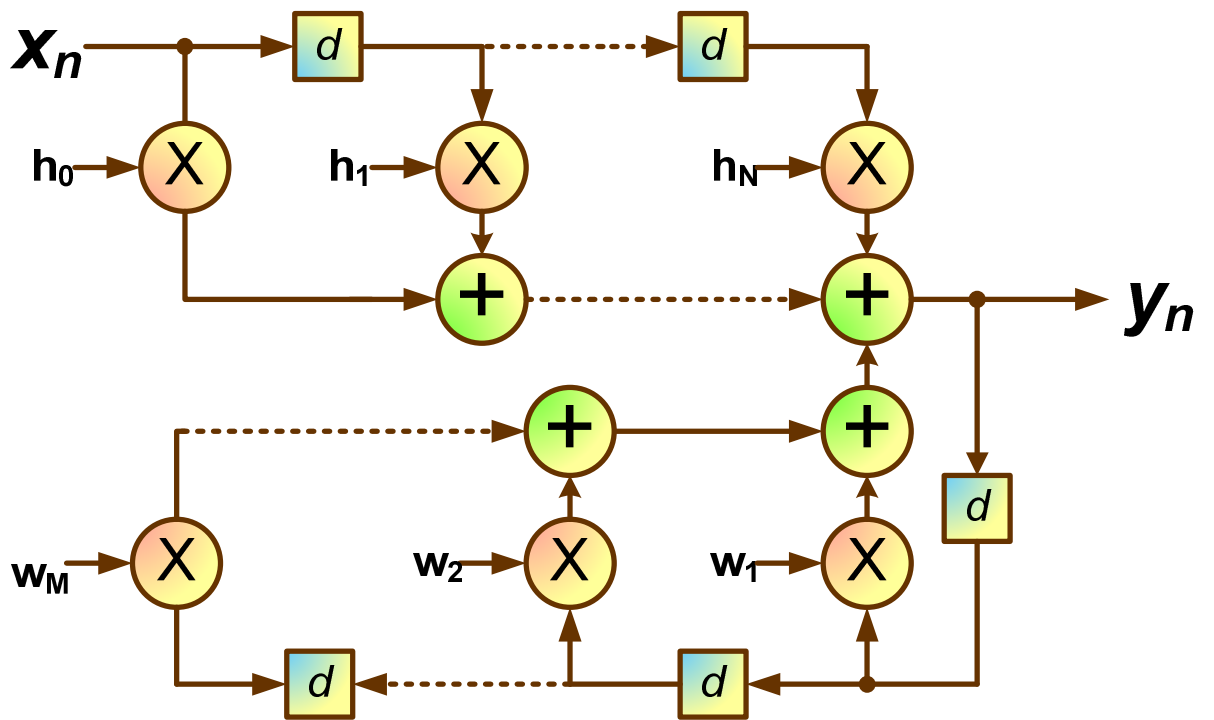 xn d d
h0 X h1 X hN X
+ + yn
+ +
d
wM X w2 X w1 X
d d